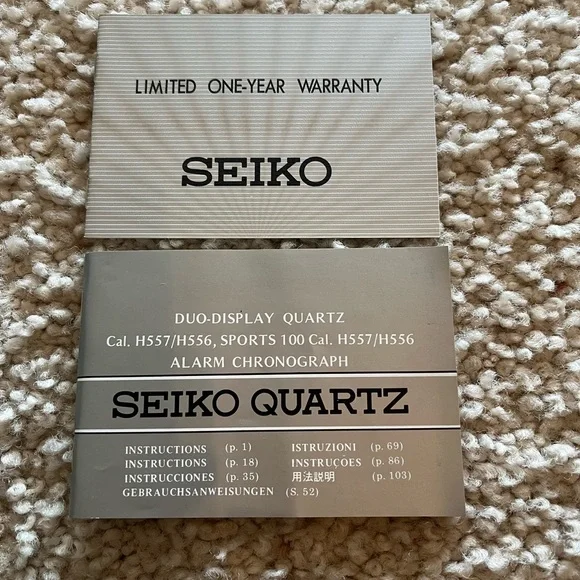 LIMITED ONE-YEAR WARRANTY
SEIKO
DUO-DISPLAY QUARTZ
Cal. H557/H556, SPORTS 100 Cal. H557/H556
ALARM CHRONOGRAPH
SEIKO QUARTZ
INSTRUCTIONS (p. 1) ISTRUZIONI (p. 69)
INSTRUCTIONS (p. 18) INSTRUÇÕES (p. 86)
INSTRUCCIONES (p. 35) 用法説明 (p. 103)
GEBRAUCHSANWEISUNGEN (S. 52)